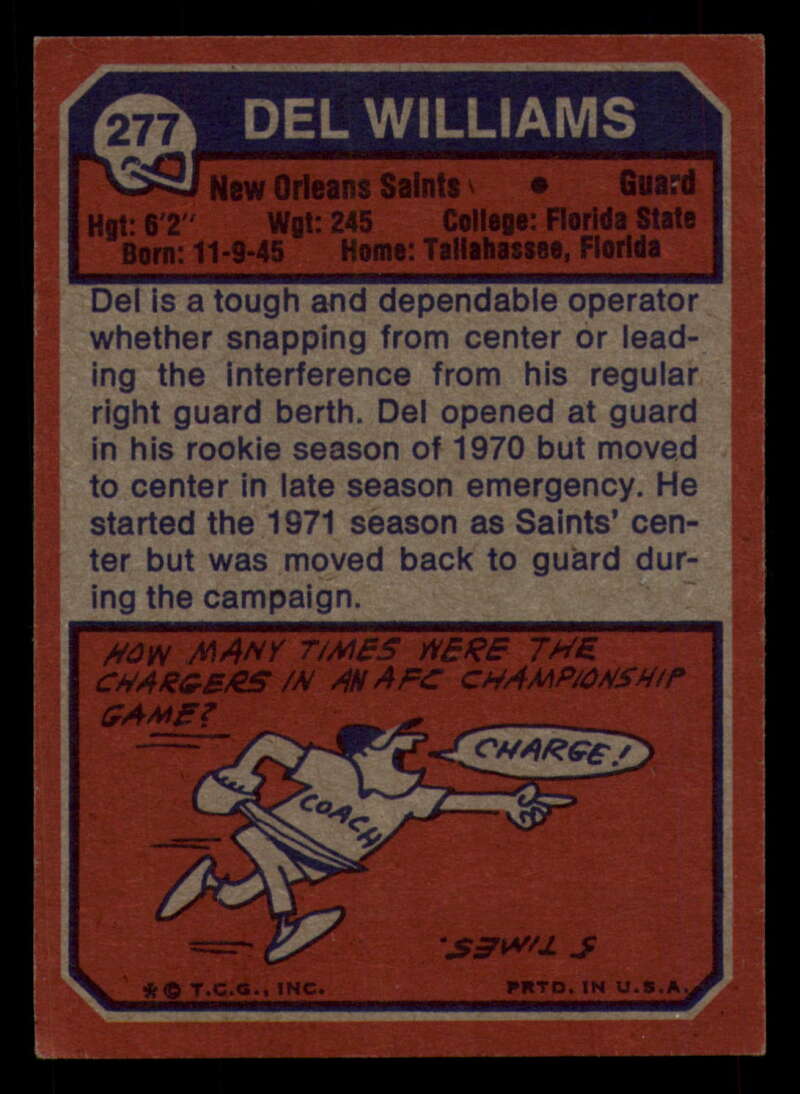 277
DEL WILLIAMS
New Orleans Saints • Guard
Hgt: 6'2" Wgt: 245 College: Florida State
Born: 11-9-45 Home: Tallahassee, Florida
Del is a tough and dependable operator
whether snapping from center or lead-
ing the interference from his regular
right guard berth. Del opened at guard
in his rookie season of 1970 but moved
to center in late season emergency. He
started the 1971 season as Saints' cen-
ter but was moved back to guard dur-
ing the campaign.
HOW MANY TIMES WERE THE
CHARGERS IN AN AFC CHAMPIONSHIP
GAME?
CHARGE!
COACH
5 TIMES.
* © T.C.G., INC. PRTD. IN U.S.A.